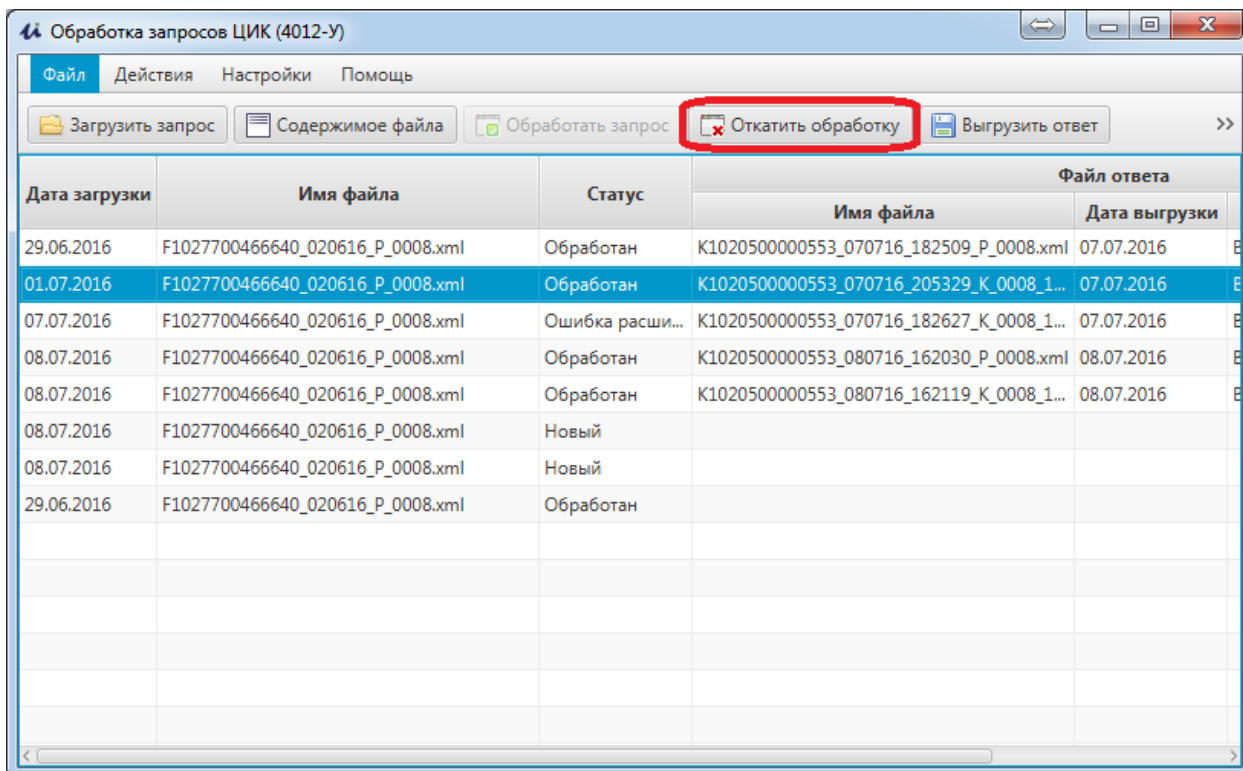 Обработка запросов ЦИК (4012-У)
Файл Действия Настройки Помощь
Загрузить запрос Содержимое файла Обработать запрос Откатить обработку Выгрузить ответ >>
Дата загрузки Имя файла Статус Файл ответа
Имя файла Дата выгрузки
29.06.2016 F1027700466640_020616_P_0008.xml Обработан K1020500000553_070716_182509_P_0008.xml 07.07.2016
01.07.2016 F1027700466640_020616_P_0008.xml Обработан K1020500000553_070716_205329_K_0008_1... 07.07.2016
07.07.2016 F1027700466640_020616_P_0008.xml Ошибка расши... K1020500000553_070716_182627_K_0008_1... 07.07.2016
08.07.2016 F1027700466640_020616_P_0008.xml Обработан K1020500000553_080716_162030_P_0008.xml 08.07.2016
08.07.2016 F1027700466640_020616_P_0008.xml Обработан K1020500000553_080716_162119_K_0008_1... 08.07.2016
08.07.2016 F1027700466640_020616_P_0008.xml Новый
08.07.2016 F1027700466640_020616_P_0008.xml Новый
29.06.2016 F1027700466640_020616_P_0008.xml Обработан